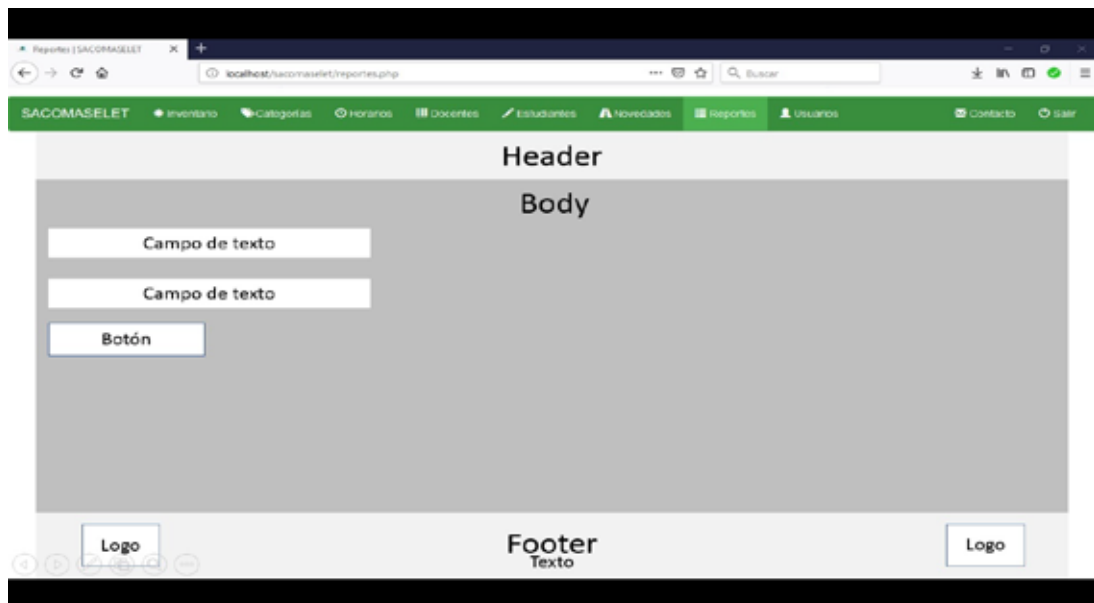 Reportes | SACOMASELET
localhost/sacomaselet/reportes.php Buscar
SACOMASELET Inventario Categorías Horarios Docentes Estudiantes Novedades Reportes Usuarios Contacto Salir
Header
Body
Campo de texto
Campo de texto
Botón
Logo Footer Logo
Texto